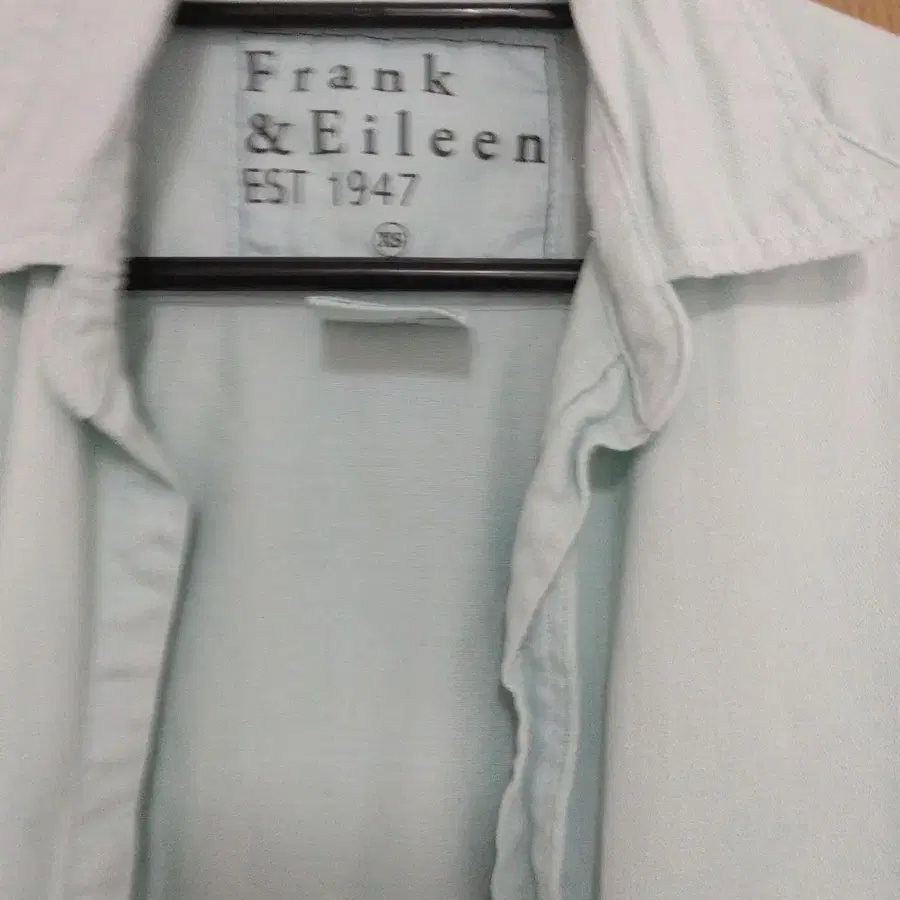 Frank
& Eileen
EST 1947
XS